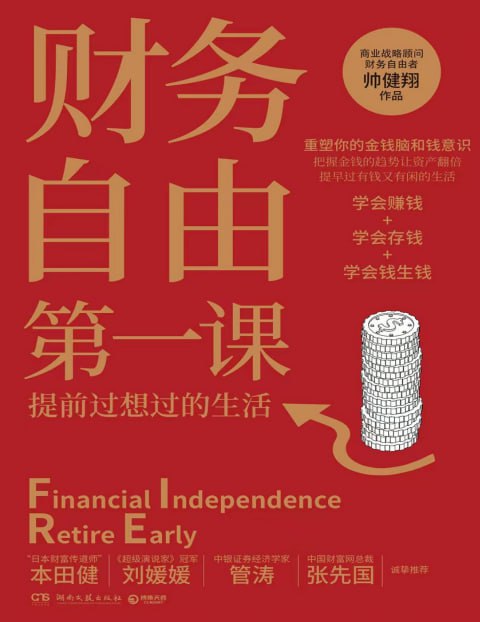 财务
自由
第一课
提前过想过的生活
商业战略顾问
财务自由者
帅健翔
作品
重塑你的金钱脑和钱意识
把握金钱的趋势让资产翻倍
提早过有钱又有闲的生活
学会赚钱
+
学会存钱
+
学会钱生钱
Financial Independence
Retire Early
“日本财富传道师”
本田健
《超级演说家》冠军
刘媛媛
中银证券经济学家
管涛
中国财富网总裁
张先国
诚挚推荐
湖南文艺出版社
博集天卷